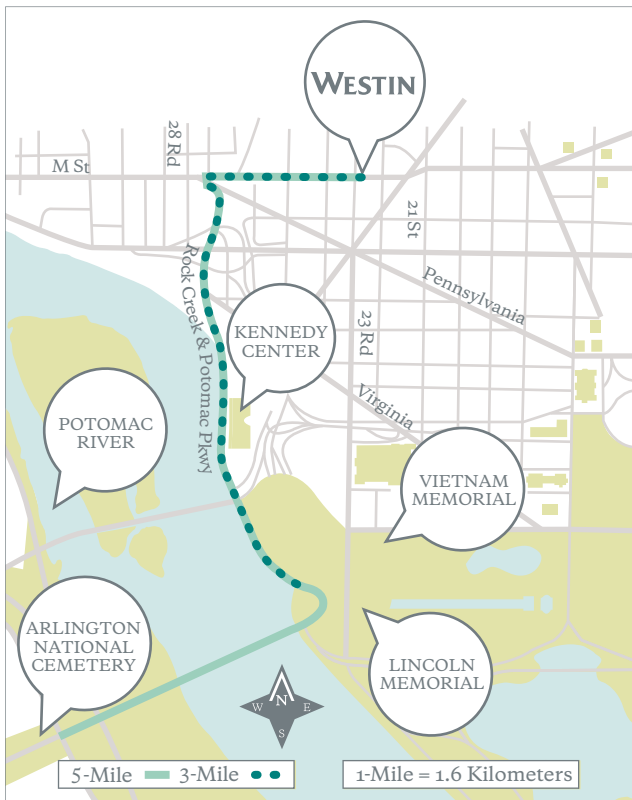 WESTIN
28 Rd
M St
21 St
Rock Creek & Potomac Pkwy
Pennsylvania
KENNEDY
CENTER
23 Rd
Virginia
POTOMAC
RIVER
VIETNAM
MEMORIAL
ARLINGTON
NATIONAL
CEMETERY
LINCOLN
MEMORIAL
N
W E
S
5-Mile 3-Mile
1-Mile = 1.6 Kilometers